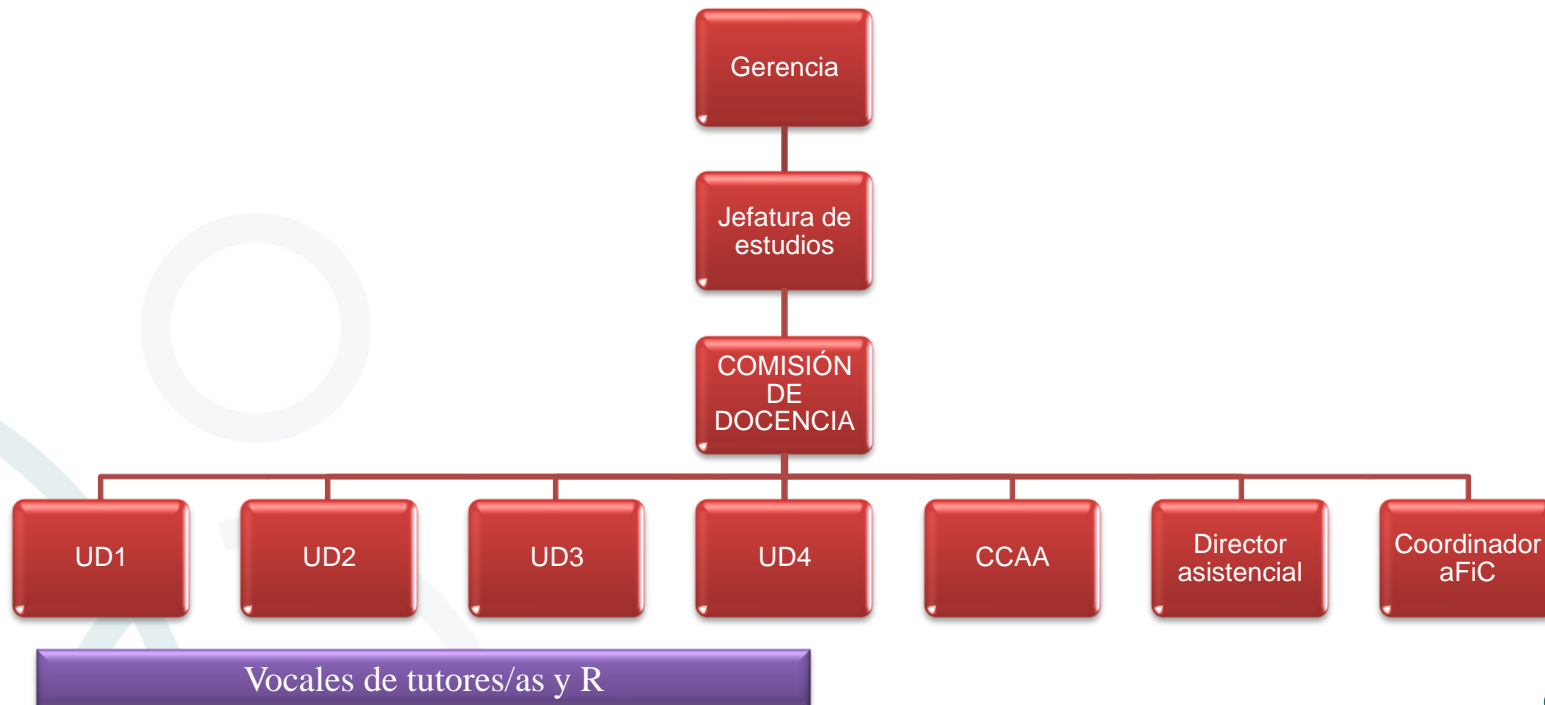 Gerencia
Jefatura de
estudios
COMISIÓN
DE
DOCENCIA
UD1
UD2
UD3
UD4
CCAA
Director
asistencial
Coordinador
aFiC
Vocales de tutores/as y R